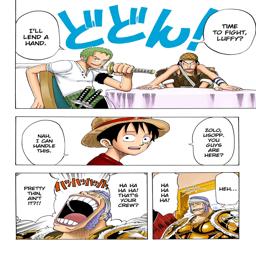 どどん!
TIME TO
FIGHT,
LUFFY?
I'LL
LEND A
HAND.
ZOLO,
USOPP.
YOU
GUYS
ARE
HERE?
NAH,
I CAN
HANDLE
THIS.
HEH...
HA
HA HA
HA!
HA HA
HA HA!
THAT'S
YOUR
CREW?
PRETTY
THIN,
AIN'T
IT?!!